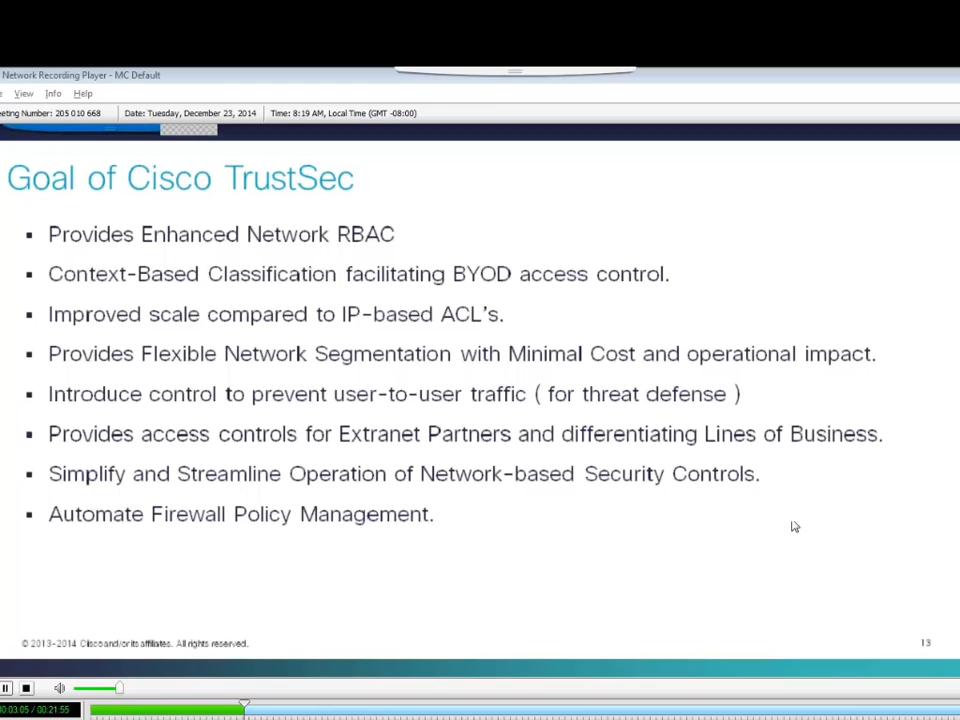 Network Recording Player - MC Default
View Info Help
eeting Number: 205 010 668 Date: Tuesday, December 23, 2014 Time: 8:19 AM, Local Time (GMT -08:00)
Goal of Cisco TrustSec
▪ Provides Enhanced Network RBAC
▪ Context-Based Classification facilitating BYOD access control.
▪ Improved scale compared to IP-based ACL's.
▪ Provides Flexible Network Segmentation with Minimal Cost and operational impact.
▪ Introduce control to prevent user-to-user traffic ( for threat defense )
▪ Provides access controls for Extranet Partners and differentiating Lines of Business.
▪ Simplify and Streamline Operation of Network-based Security Controls.
▪ Automate Firewall Policy Management.
© 2013-2014 Cisco and/or its affiliates. All rights reserved. 13
0:03:05 / 00:21:55